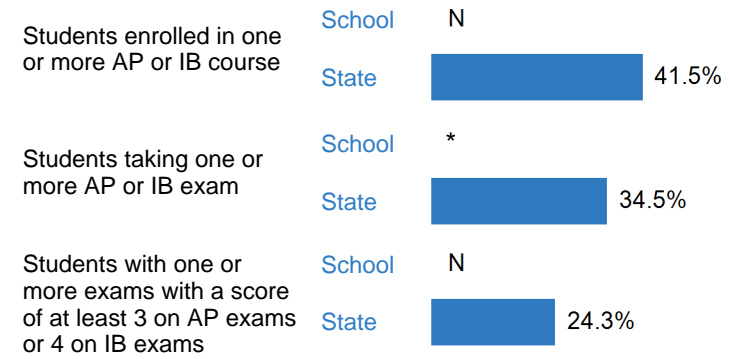 Students enrolled in one
or more AP or IB course
School N
State 41.5%
Students taking one or
more AP or IB exam
School *
State 34.5%
Students with one or
more exams with a score
of at least 3 on AP exams
or 4 on IB exams
School N
State 24.3%